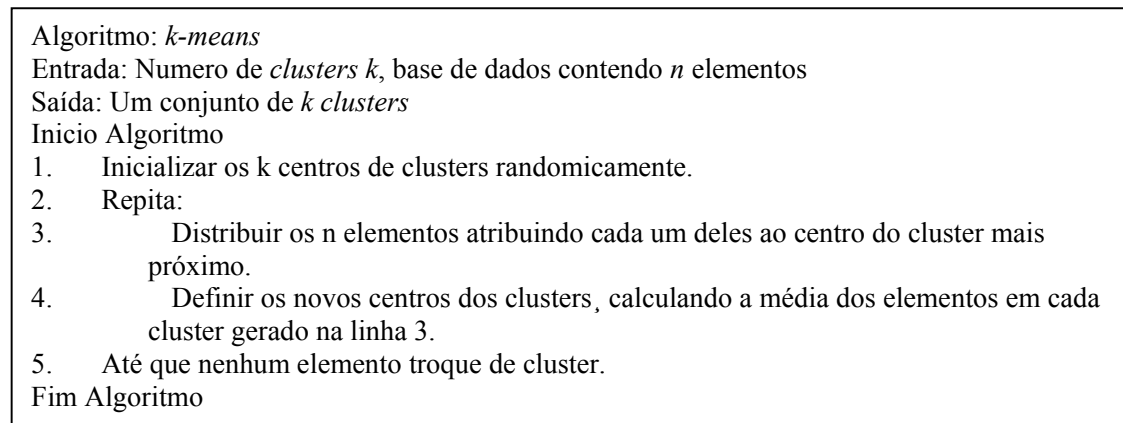 Algoritmo: k-means
Entrada: Numero de clusters k, base de dados contendo n elementos
Saída: Um conjunto de k clusters
Inicio Algoritmo
1. Inicializar os k centros de clusters randomicamente.
2. Repita:
3. Distribuir os n elementos atribuindo cada um deles ao centro do cluster mais
próximo.
4. Definir os novos centros dos clusters¸ calculando a média dos elementos em cada
cluster gerado na linha 3.
5. Até que nenhum elemento troque de cluster.
Fim Algoritmo